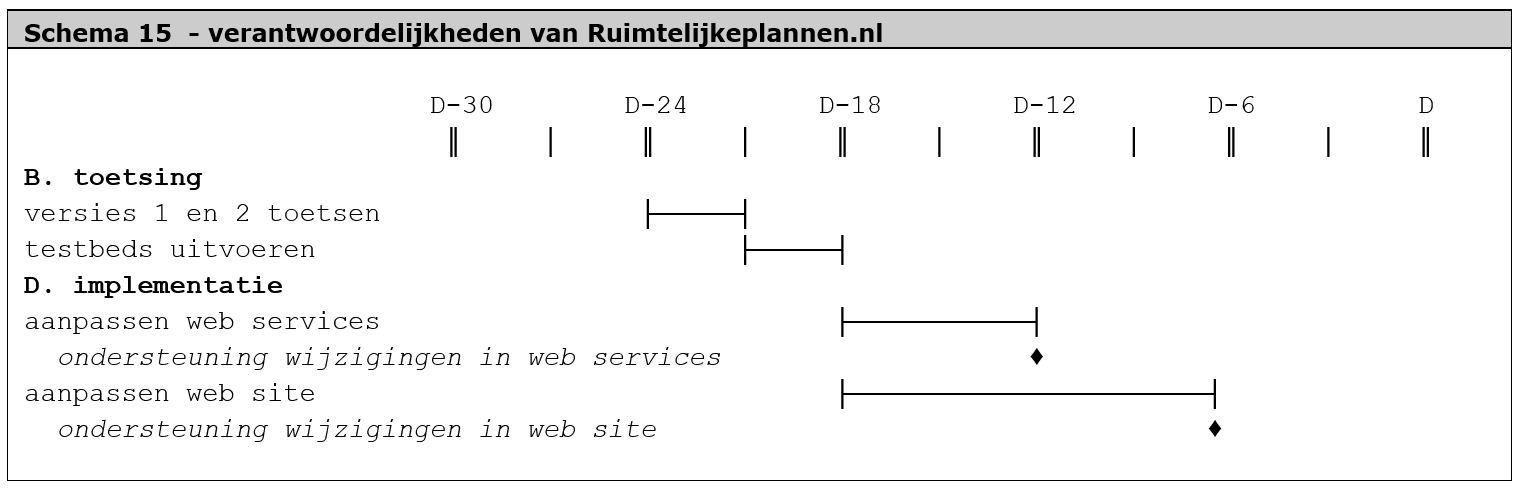 Schema 15 - verantwoordelijkheden van Ruimtelijkeplannen.nl
D-30 D-24 D-18 D-12 D-6 D
B. toetsing
versies 1 en 2 toetsen
testbeds uitvoeren
D. implementatie
aanpassen web services
ondersteuning wijzigingen in web services
aanpassen web site
ondersteuning wijzigingen in web site